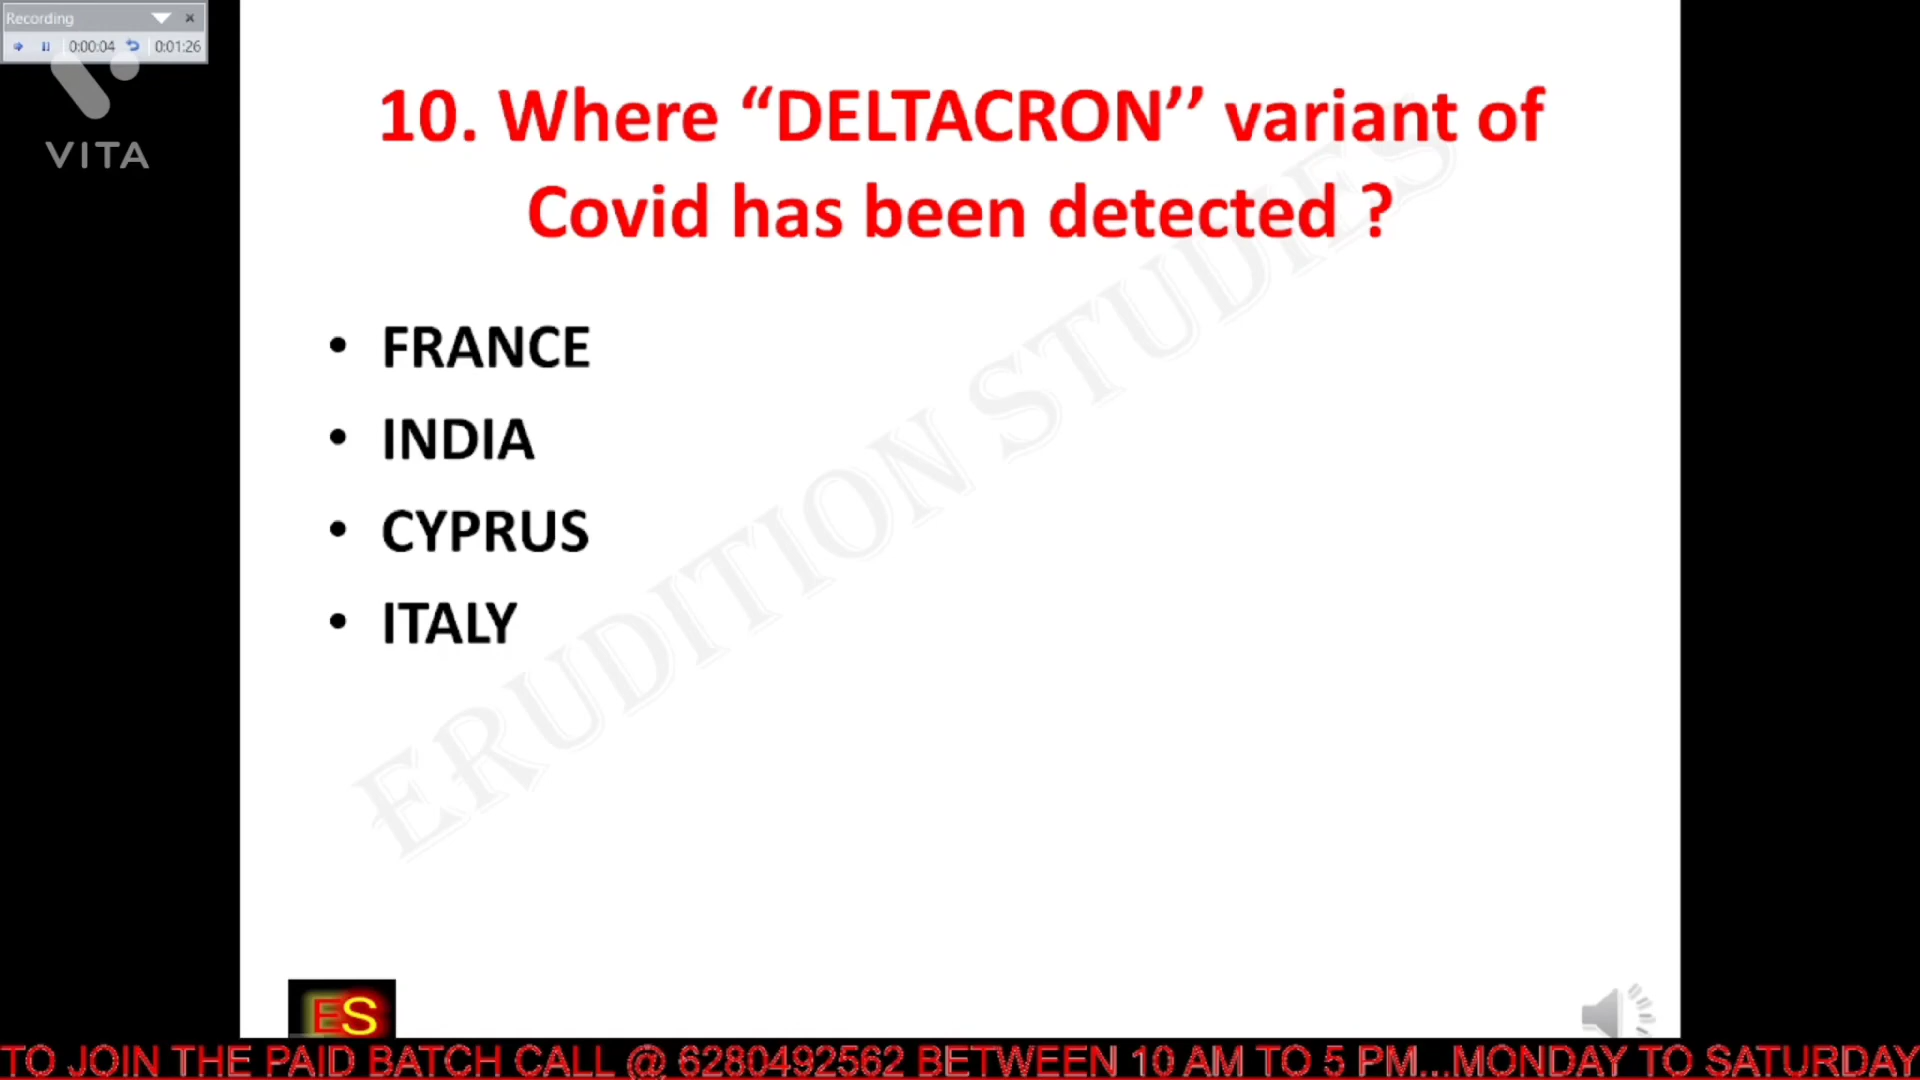 Recording
0:00:04 0:01:26
VITA
10. Where “DELTACRON’’ variant of
Covid has been detected ?
• FRANCE
• INDIA
• CYPRUS
• ITALY
ERUDITION STUDIES
ES
TO JOIN THE PAID BATCH CALL @ 6280492562 BETWEEN 10 AM TO 5 PM...MONDAY TO SATURDAY